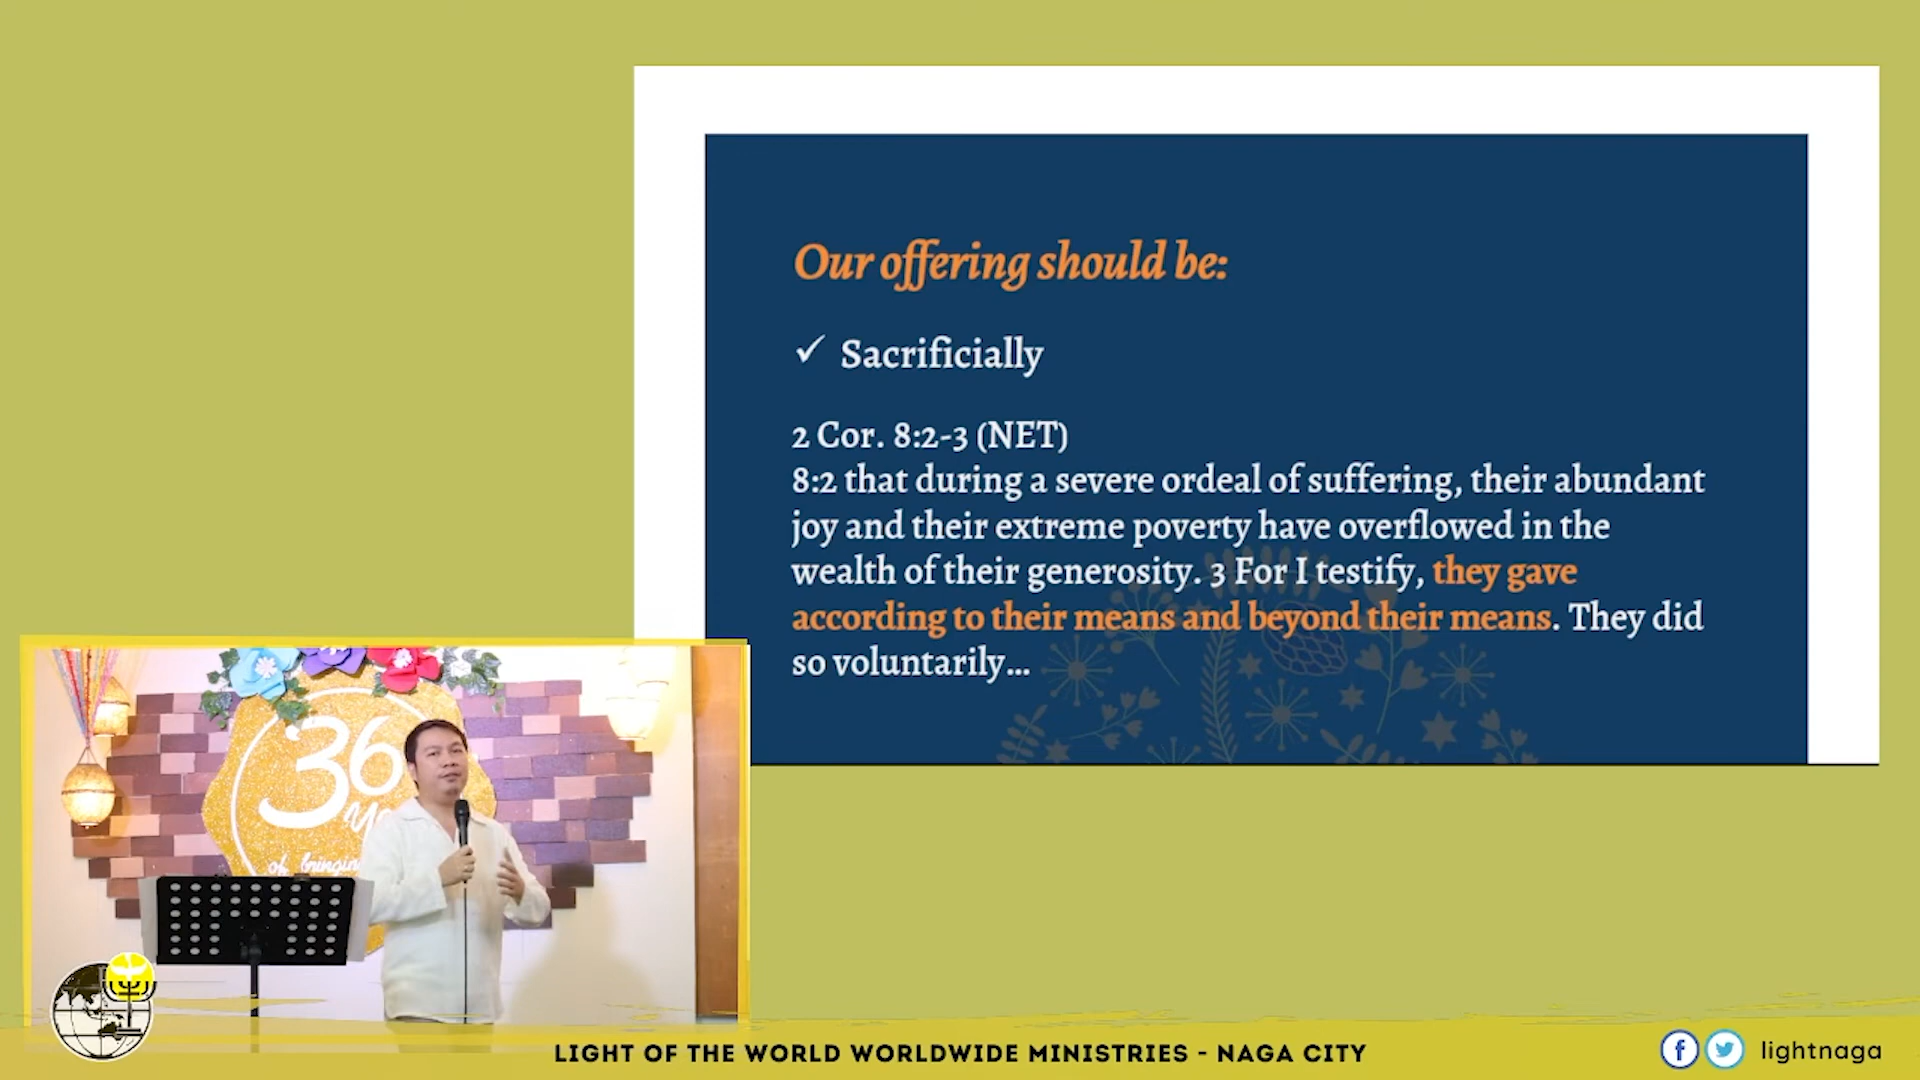 Our offering should be:
✓ Sacrificially
2 Cor. 8:2-3 (NET)
8:2 that during a severe ordeal of suffering, their abundant
joy and their extreme poverty have overflowed in the
wealth of their generosity. 3 For I testify, they gave
according to their means and beyond their means. They did
so voluntarily...
36
of bringing
LIGHT OF THE WORLD WORLDWIDE MINISTRIES - NAGA CITY
lightnaga